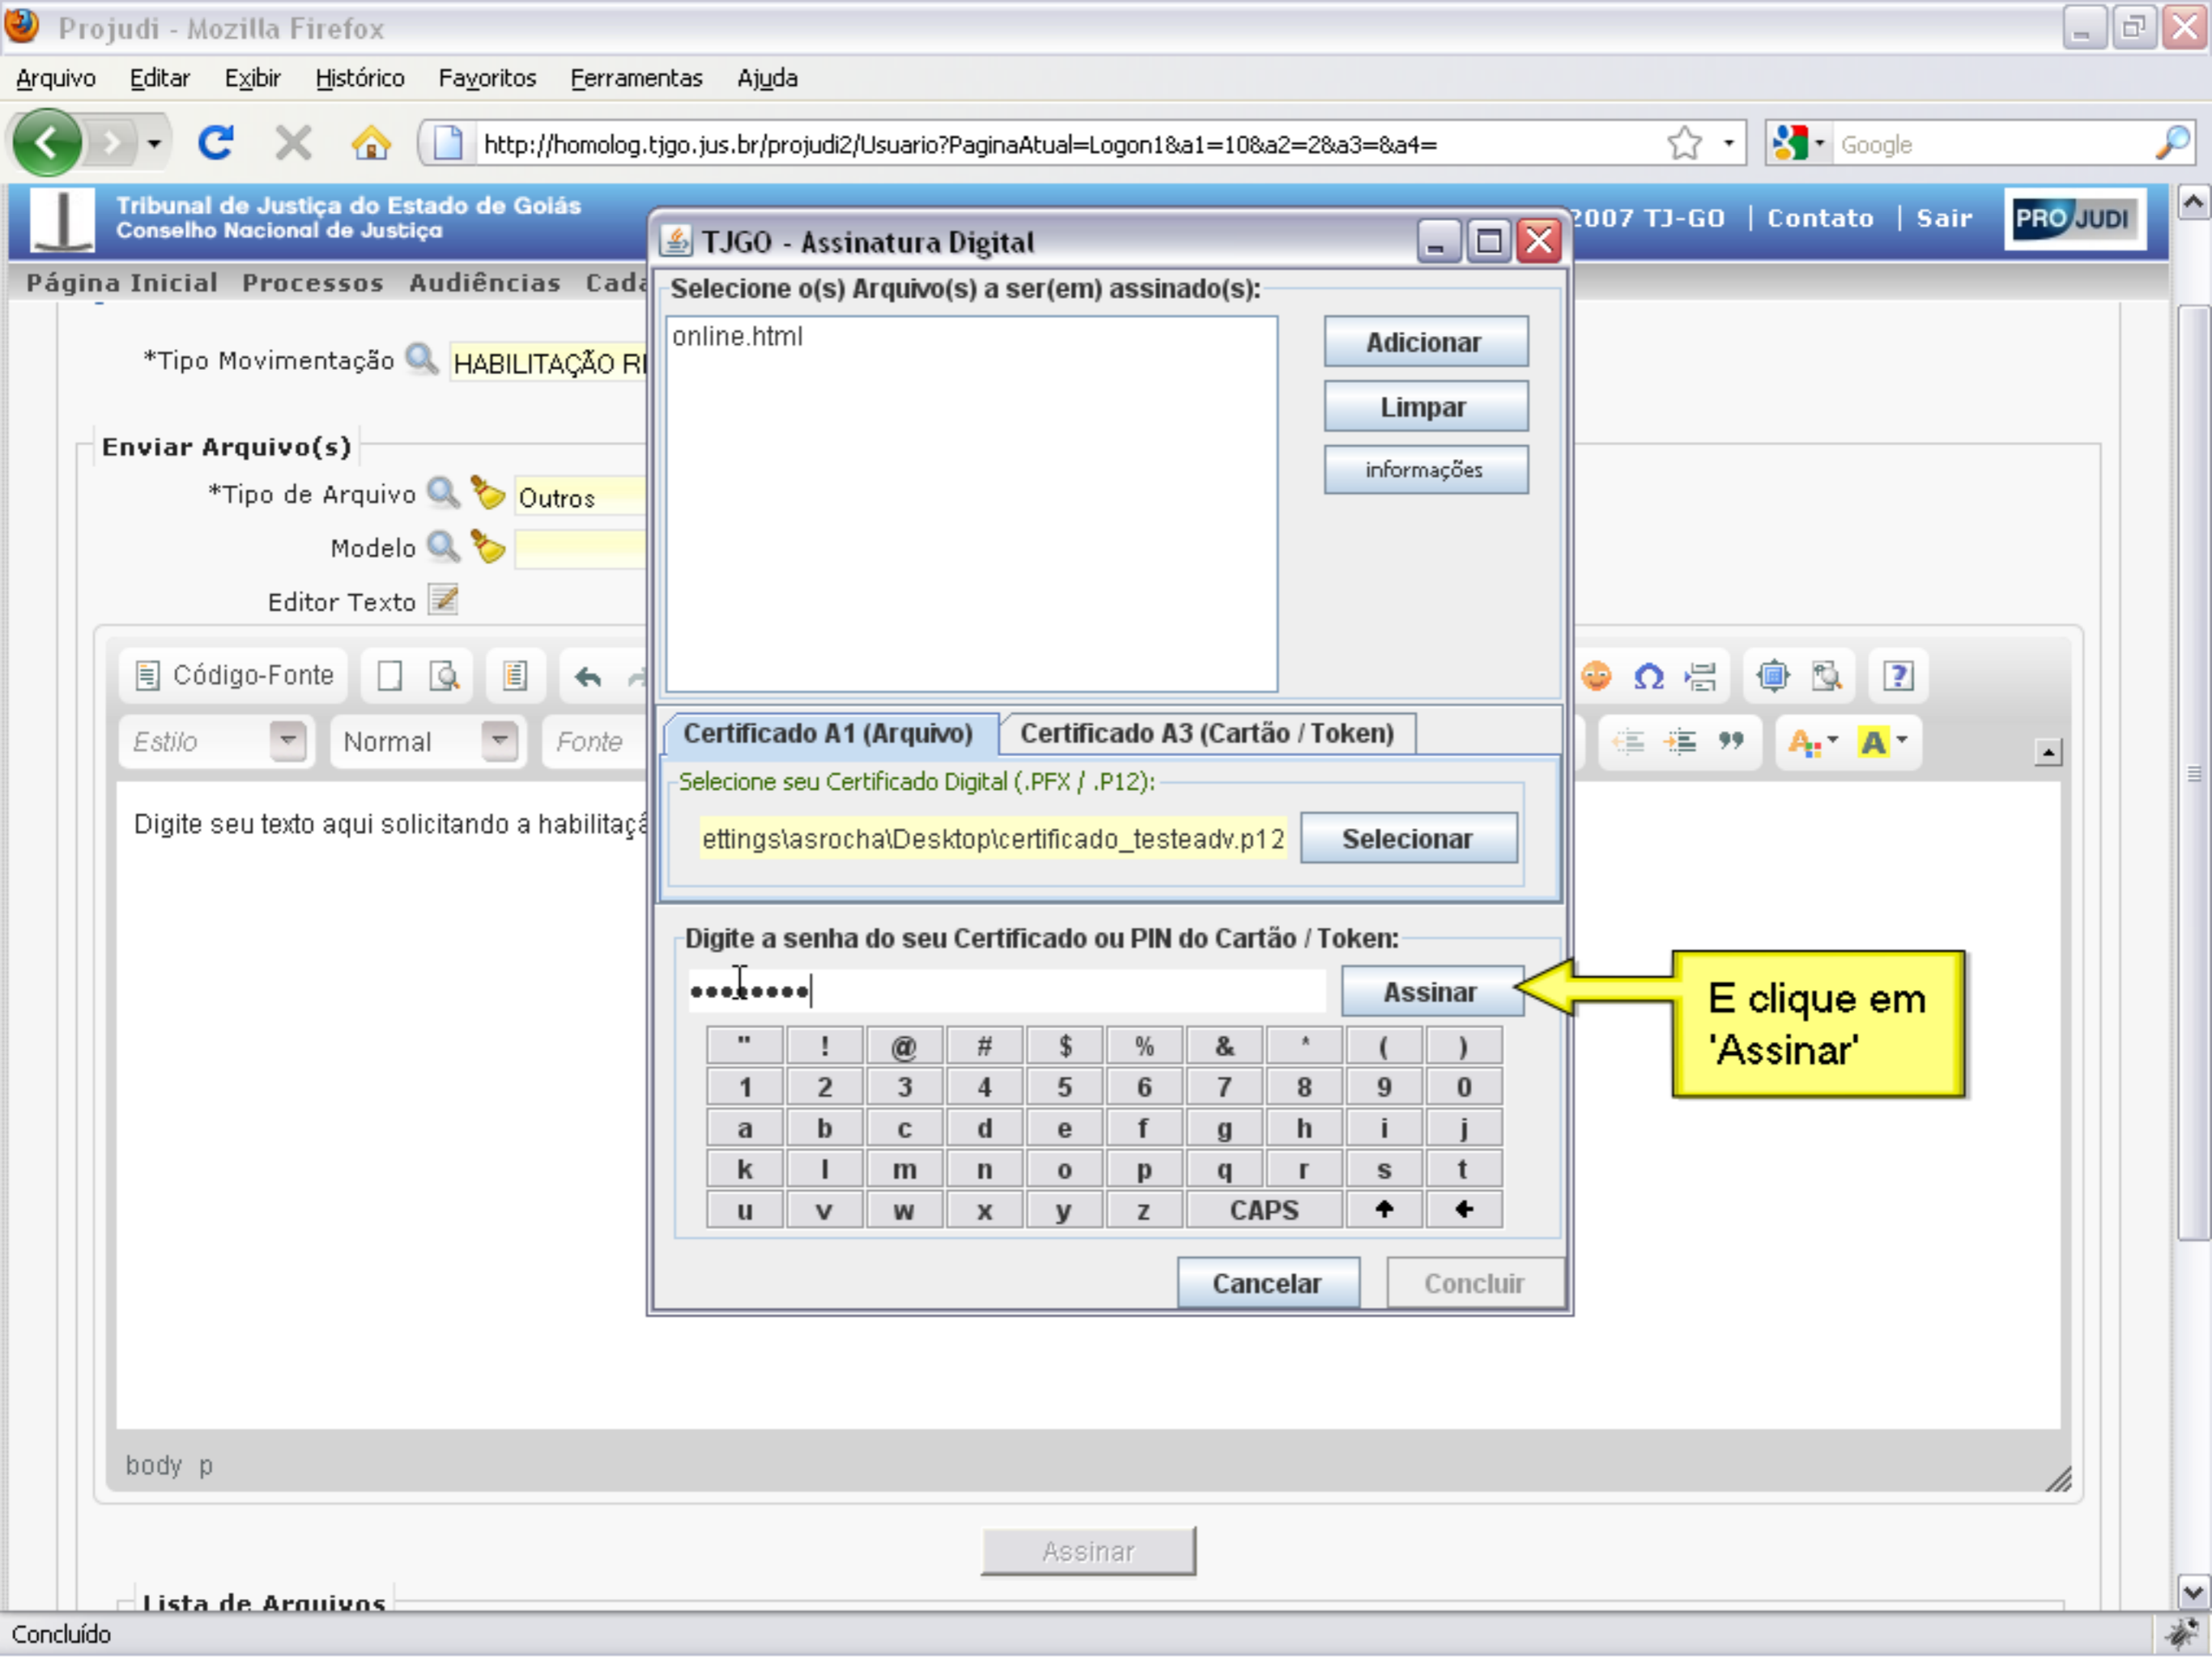 Projudi - Mozilla Firefox
Arquivo Editar Exibir Histórico Favoritos Ferramentas Ajuda
http://homolog.tjgo.jus.br/projudi2/Usuario?PaginaAtual=Logon1&a1=10&a2=2&a3=&a4=
Google
Tribunal de Justiça do Estado de Goiás
Conselho Nacional de Justiça
2007 TJ-GO | Contato | Sair
PRO JUDI
Página Inicial Processos Audiências Cada
*Tipo Movimentação HABILITAÇÃO RE
Enviar Arquivo(s)
*Tipo de Arquivo Outros
Modelo
Editor Texto
Código-Fonte
Estilo Normal Fonte
Digite seu texto aqui solicitando a habilitaçã
body p
Assinar
Lista de Arquivos
Concluído
TJGO - Assinatura Digital
Selecione o(s) Arquivo(s) a ser(em) assinado(s):
online.html
Adicionar
Limpar
informações
Certificado A1 (Arquivo) Certificado A3 (Cartão / Token)
Selecione seu Certificado Digital (.PFX / .P12):
ettings\asrocha\Desktop\certificado_testeadv.p12 Selecionar
Digite a senha do seu Certificado ou PIN do Cartão / Token:
•••••••• Assinar
" ! @ # $ % & * ( )
1 2 3 4 5 6 7 8 9 0
a b c d e f g h i j
k l m n o p q r s t
u v w x y z CAPS
Cancelar Concluir
E clique em
'Assinar'